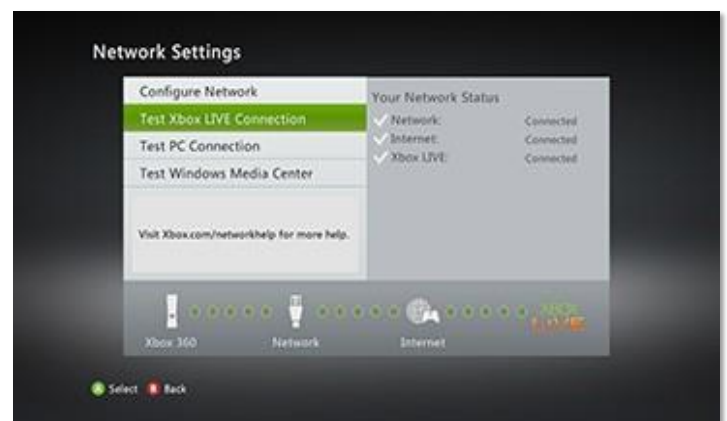 Network Settings
Configure Network
Test Xbox LIVE Connection
Test PC Connection
Test Windows Media Center
Visit Xbox.com/networkhelp for more help.
Your Network Status
Network: Connected
Internet: Connected
Xbox LIVE: Connected
Xbox 360 Network Internet
XBOX
LIVE
A Select B Back